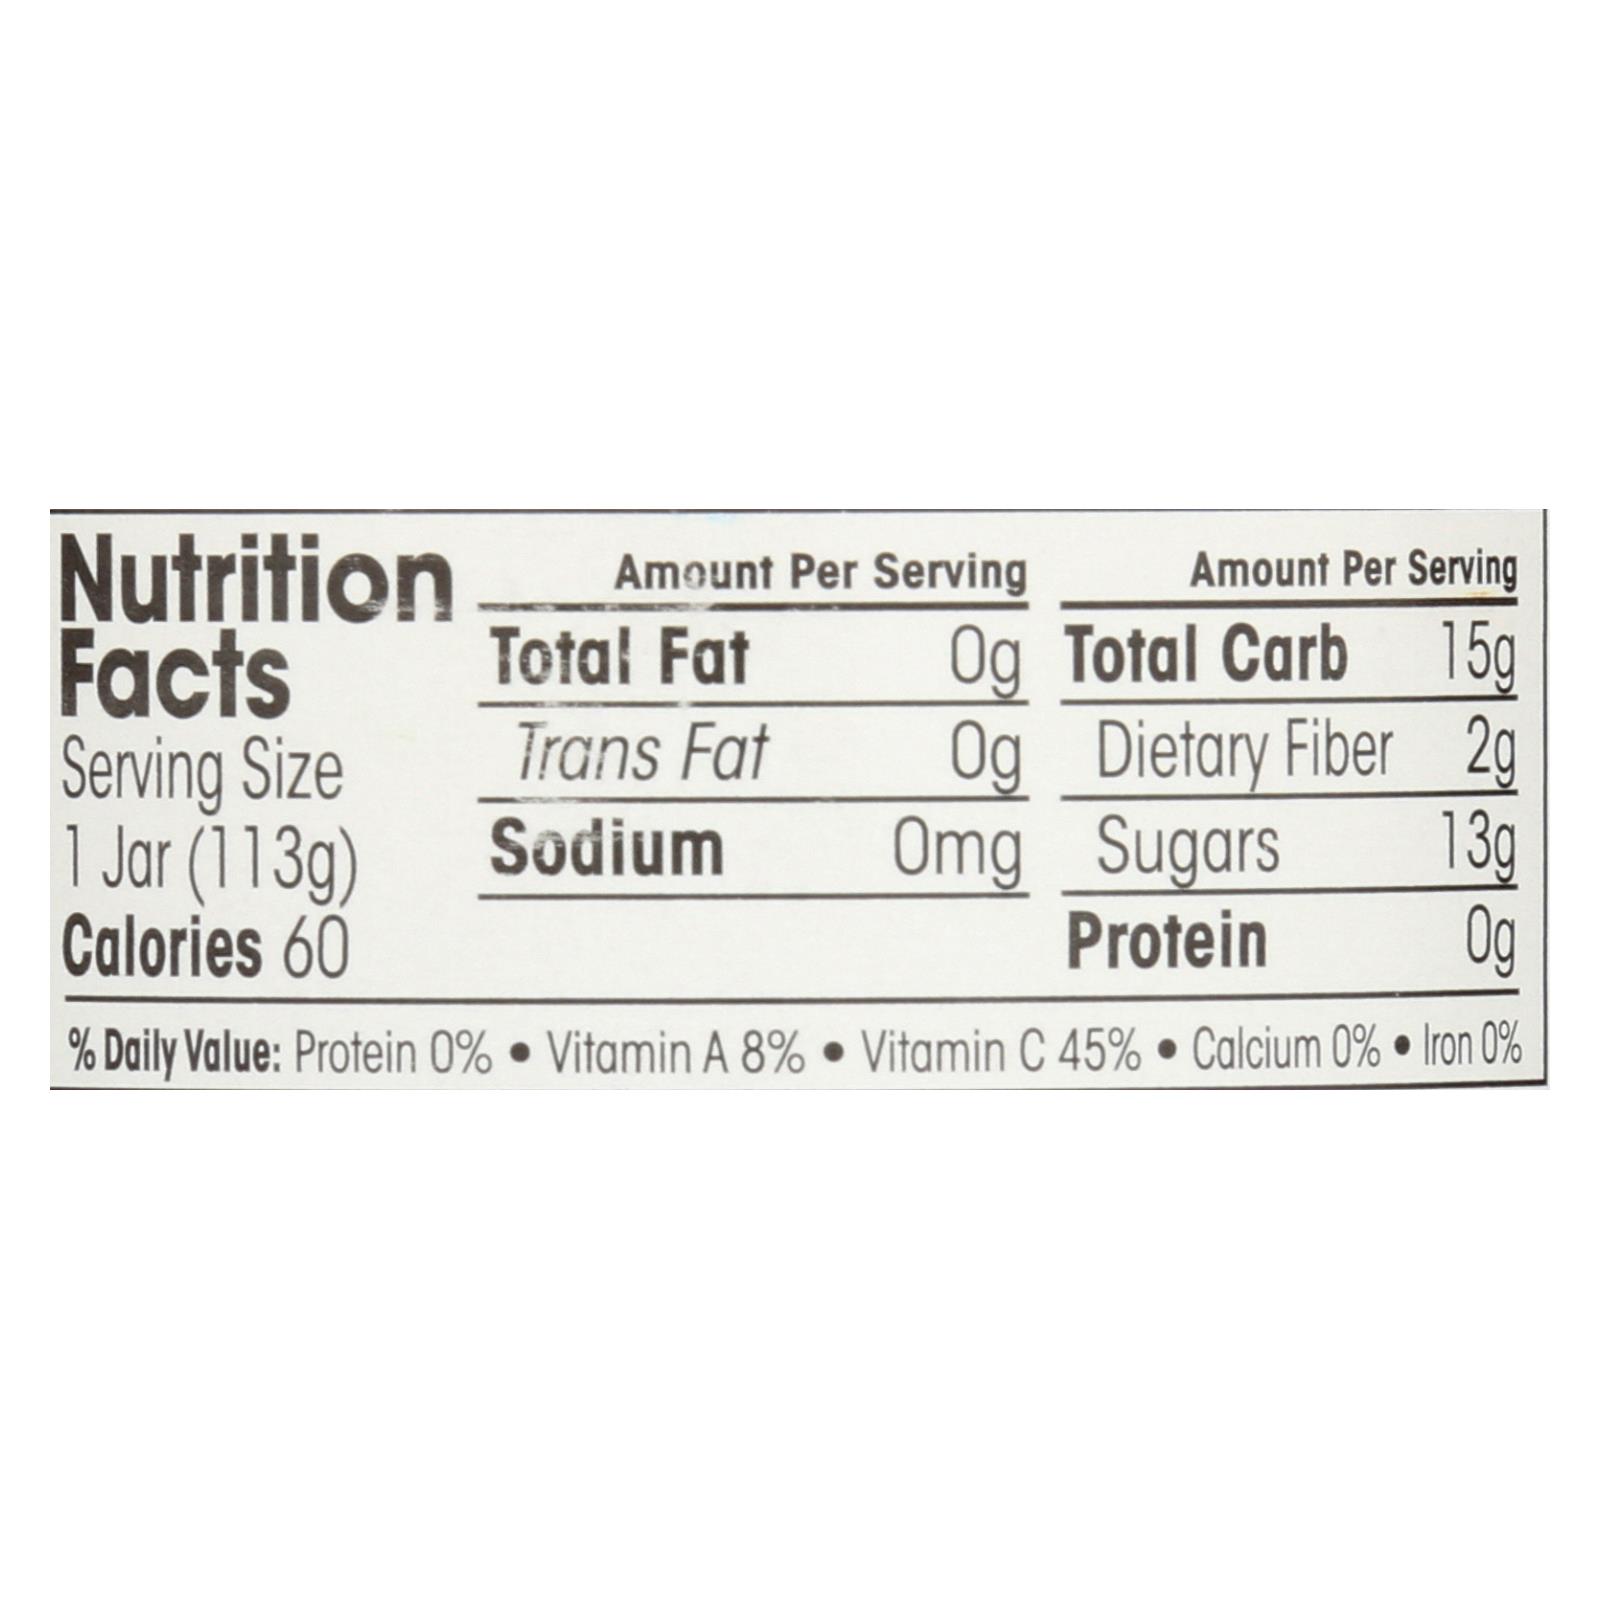 Nutrition
Facts
Serving Size
1 Jar (113g)
Calories 60
Amount Per Serving
Total Fat 0g
Trans Fat 0g
Sodium 0mg
Amount Per Serving
Total Carb 15g
Dietary Fiber 2g
Sugars 13g
Protein 0g
% Daily Value: Protein 0% • Vitamin A 8% • Vitamin C 45% • Calcium 0% • Iron 0%